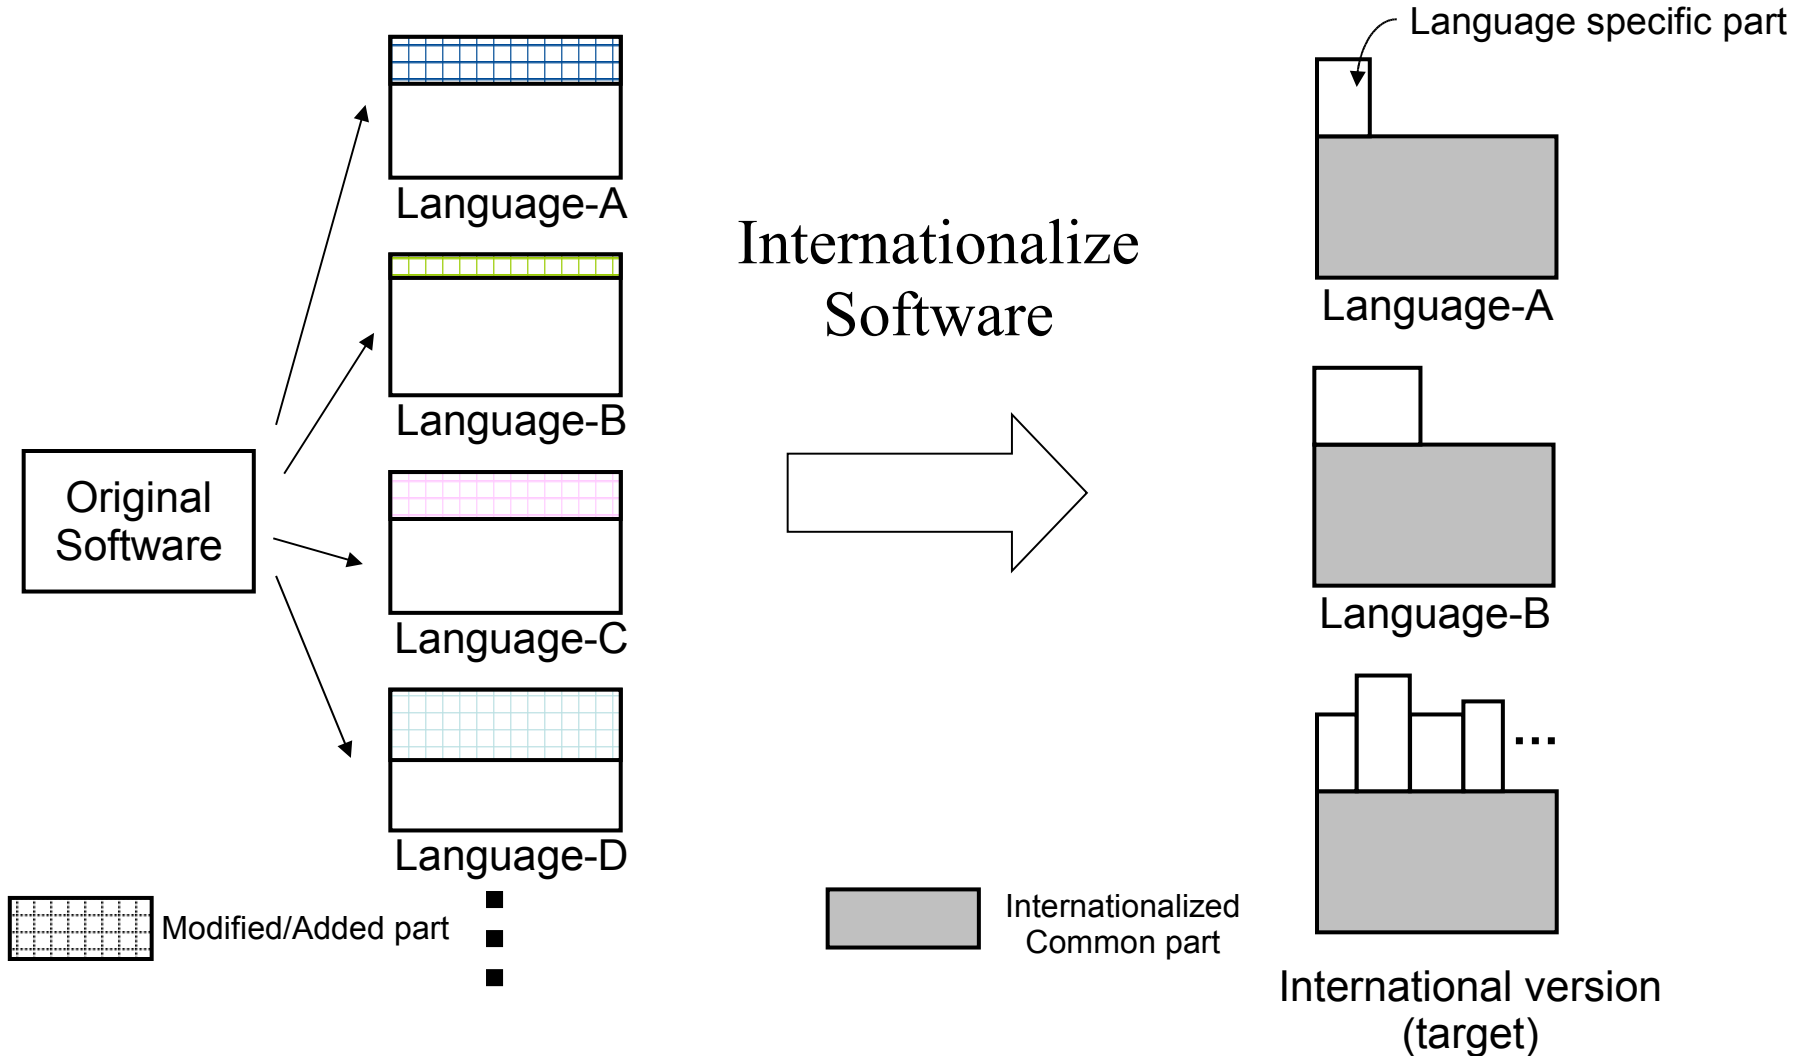 Language specific part
Language-A
Internationalize
Software
Language-A
Language-B
Original
Software
Language-B
Language-C
Language-D
...
Modified/Added part
Internationalized
Common part
International version
(target)